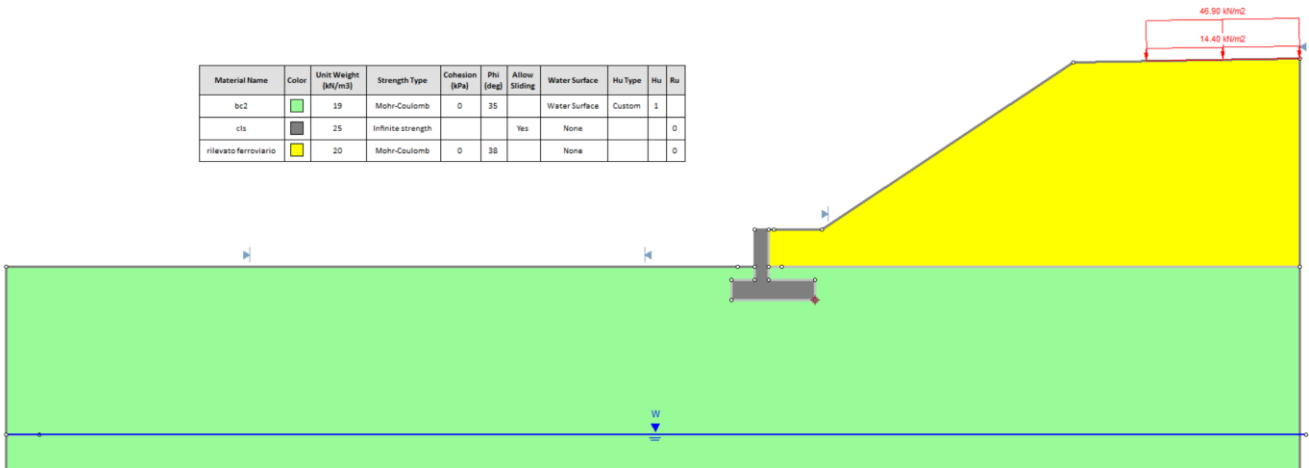 46.90 kN/m2
14.40 kN/m2
Material Name Color Unit Weight (kN/m3) Strength Type Cohesion (kPa) Phi (deg) Allow Sliding Water Surface Hu Type Hu Ru
bc2 19 Mohr-Coulomb 0 35 Water Surface Custom 1
cls 25 Infinite strength Yes None 0
rilevato ferroviario 20 Mohr-Coulomb 0 38 None 0
W